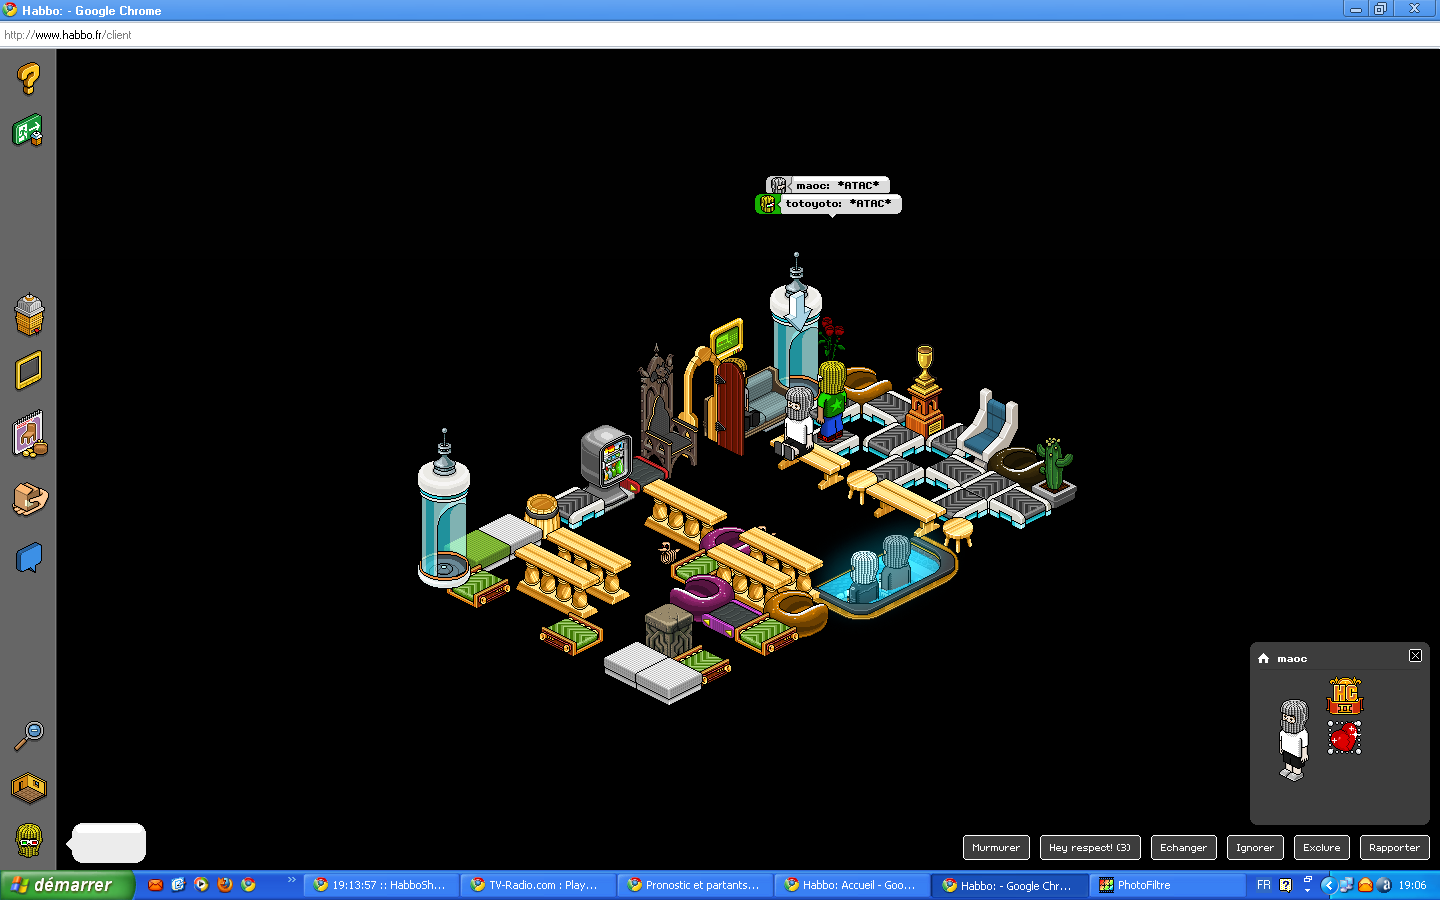 Habbo: - Google Chrome
http://www.habbo.fr/client
maoc: *ATAC*
totoyoto: *ATAC*
maoc
HC
Murmurer
Hey respect! (3)
Echanger
Ignorer
Exclure
Rapporter
démarrer
19:13:57 :: HabboSh...
TV-Radio.com : Play...
Pronostic et partants...
Habbo: Accueil - Goo...
Habbo: - Google Chr...
PhotoFiltre
FR
19:06